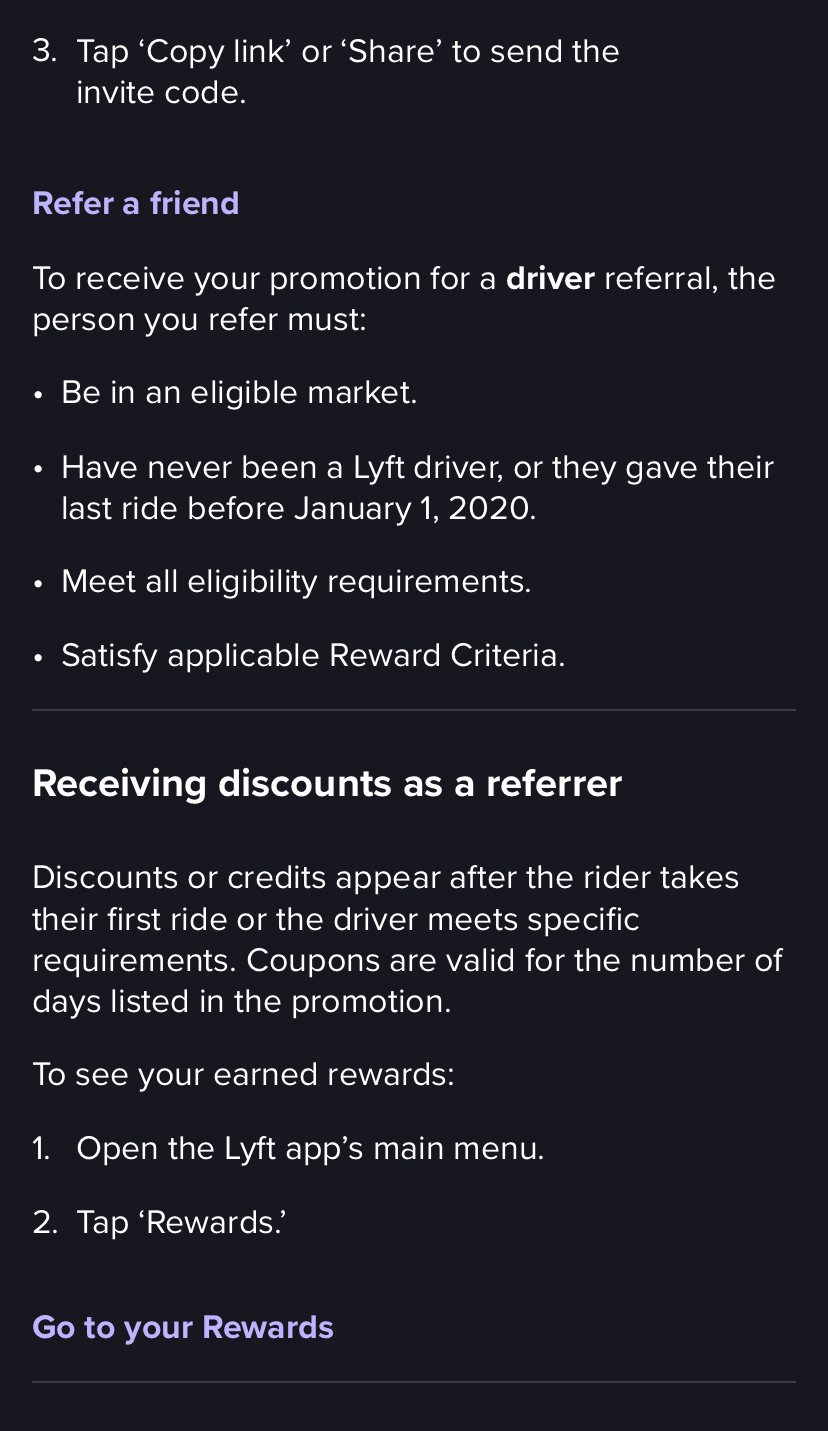 3. Tap ‘Copy link’ or ‘Share’ to send the
invite code.
Refer a friend
To receive your promotion for a driver referral, the
person you refer must:
• Be in an eligible market.
• Have never been a Lyft driver, or they gave their
last ride before January 1, 2020.
• Meet all eligibility requirements.
• Satisfy applicable Reward Criteria.
Receiving discounts as a referrer
Discounts or credits appear after the rider takes
their first ride or the driver meets specific
requirements. Coupons are valid for the number of
days listed in the promotion.
To see your earned rewards:
1. Open the Lyft app’s main menu.
2. Tap ‘Rewards.’
Go to your Rewards